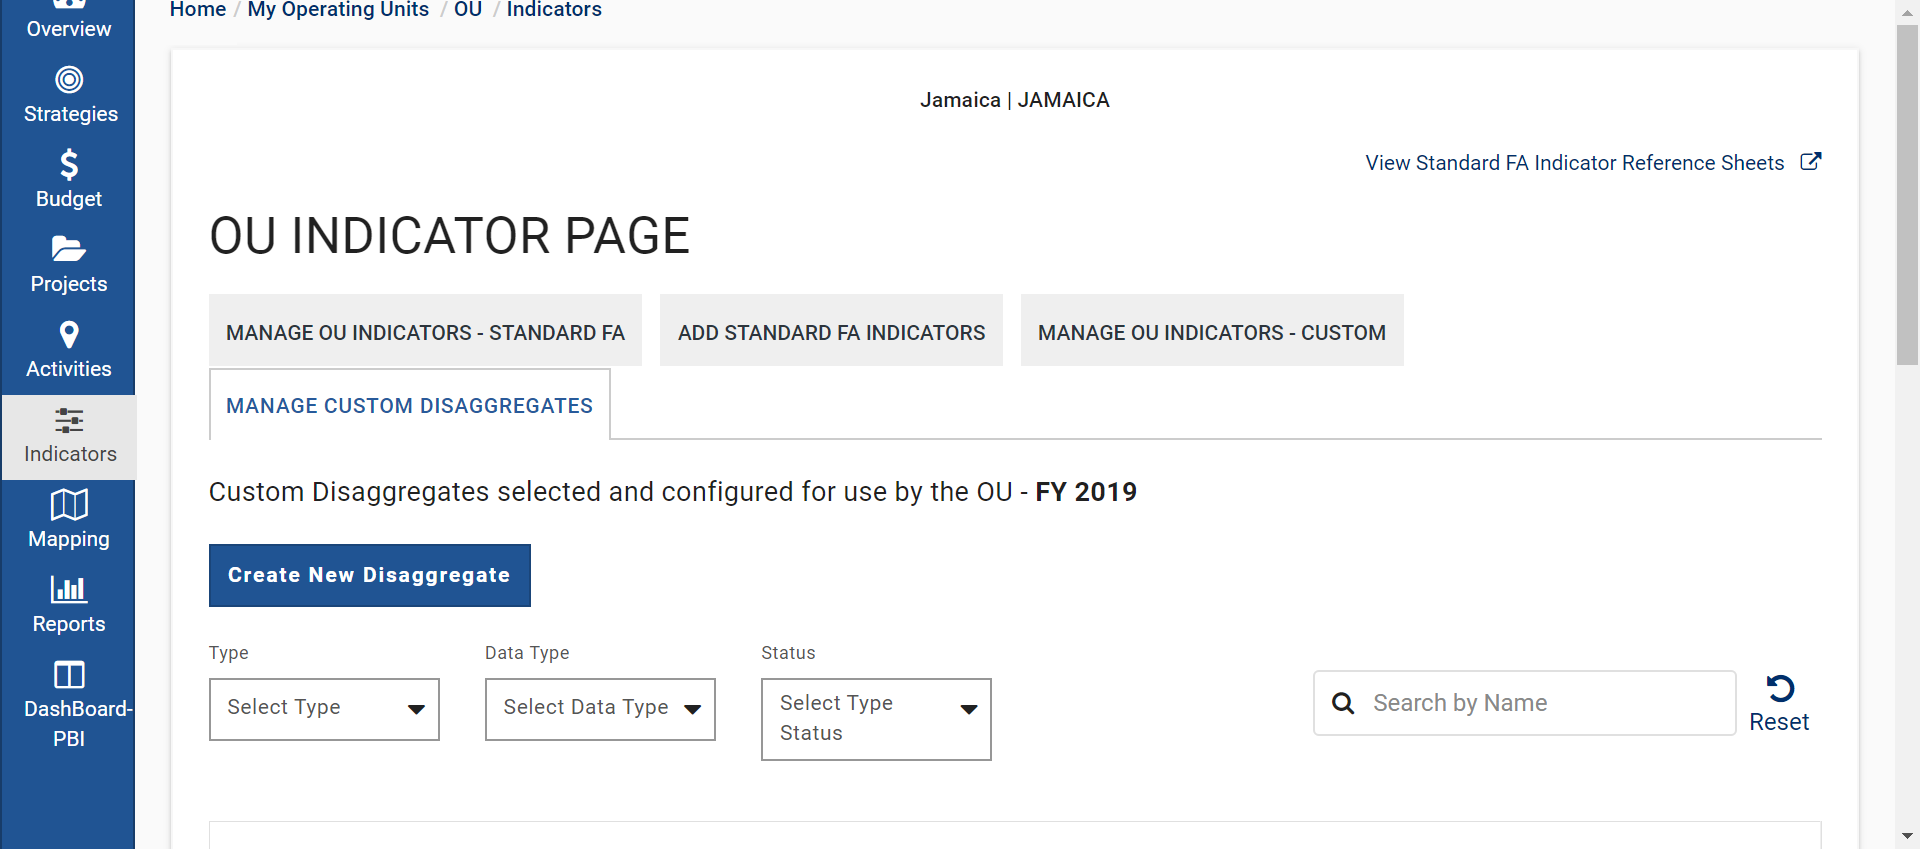 Overview
Strategies
Budget
Projects
Activities
Indicators
Mapping
Reports
DashBoard-
PBI
Home / My Operating Units / OU / Indicators
Jamaica | JAMAICA
View Standard FA Indicator Reference Sheets
OU INDICATOR PAGE
MANAGE OU INDICATORS - STANDARD FA
ADD STANDARD FA INDICATORS
MANAGE OU INDICATORS - CUSTOM
MANAGE CUSTOM DISAGGREGATES
Custom Disaggregates selected and configured for use by the OU - FY 2019
Create New Disaggregate
Type
Select Type
Data Type
Select Data Type
Status
Select Type
Status
Search by Name
Reset